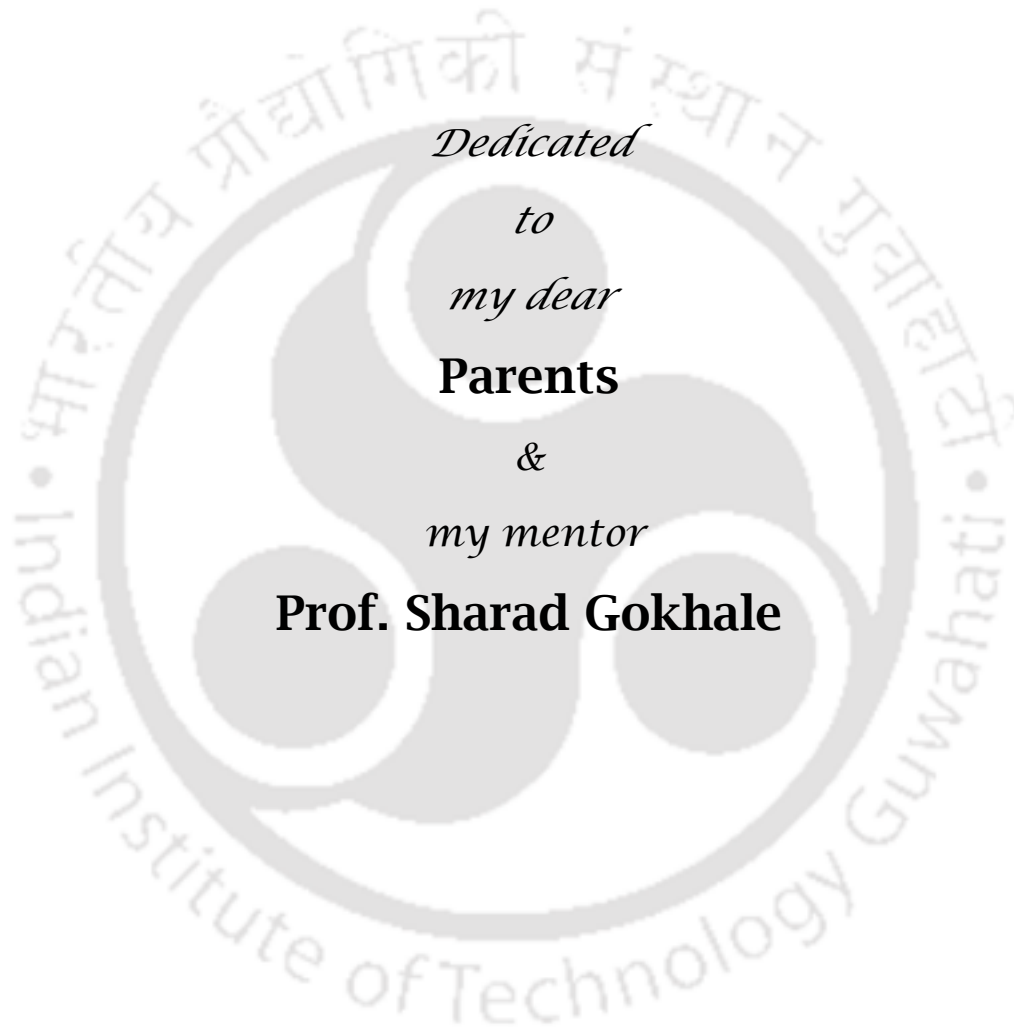 Dedicated
to
my dear
Parents
&
my mentor
Prof. Sharad Gokhale
भारतीय प्रौद्योगिकी संस्थान गुवाहाटी
• Indian Institute of Technology Guwahati •